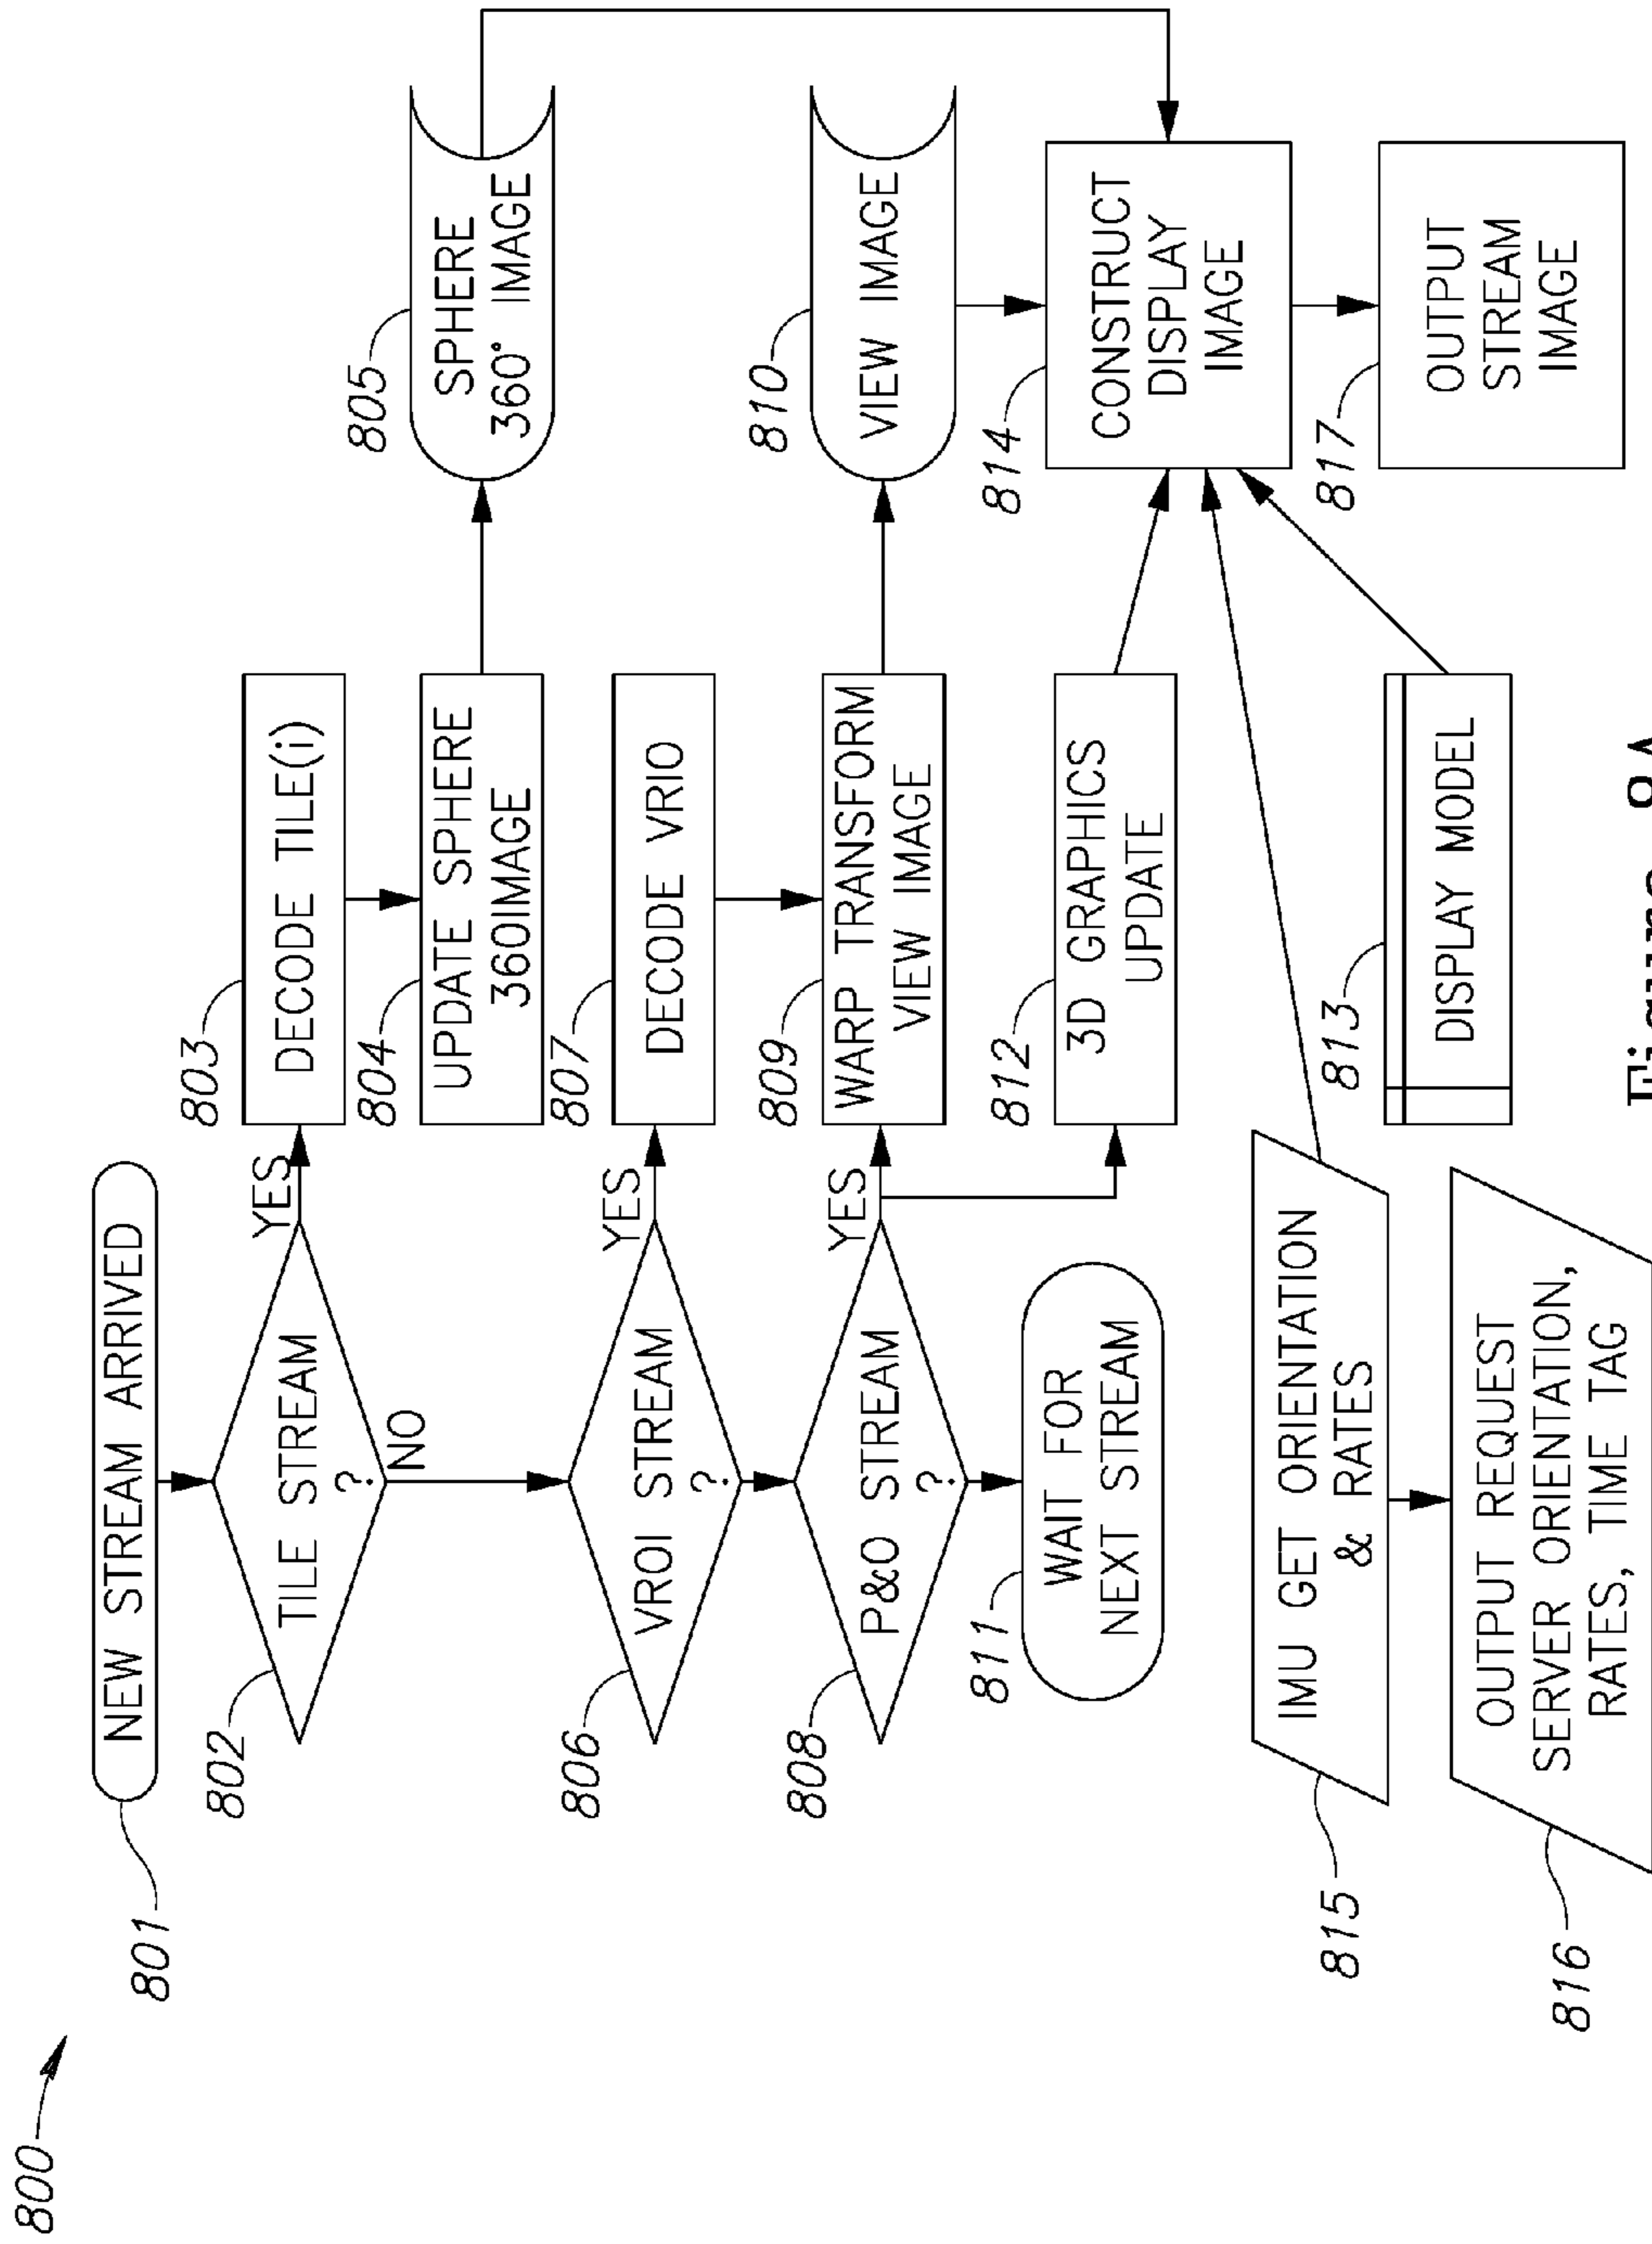 800
801
NEW STREAM ARRIVED
802
TILE STREAM
?
YES
NO
803
DECODE TILE(i)
804
UPDATE SPHERE
360IMAGE
805
SPHERE
360° IMAGE
806
VROI STREAM
?
YES
807
DECODE VRIO
808
P&O STREAM
?
YES
809
WARP TRANSFORM
VIEW IMAGE
810
VIEW IMAGE
811
WAIT FOR
NEXT STREAM
812
3D GRAPHICS
UPDATE
814
CONSTRUCT
DISPLAY
IMAGE
815
IMU GET ORIENTATION
& RATES
813
DISPLAY MODEL
817
OUTPUT
STREAM
IMAGE
816
OUTPUT REQUEST
SERVER ORIENTATION,
RATES, TIME TAG
Figure 8A